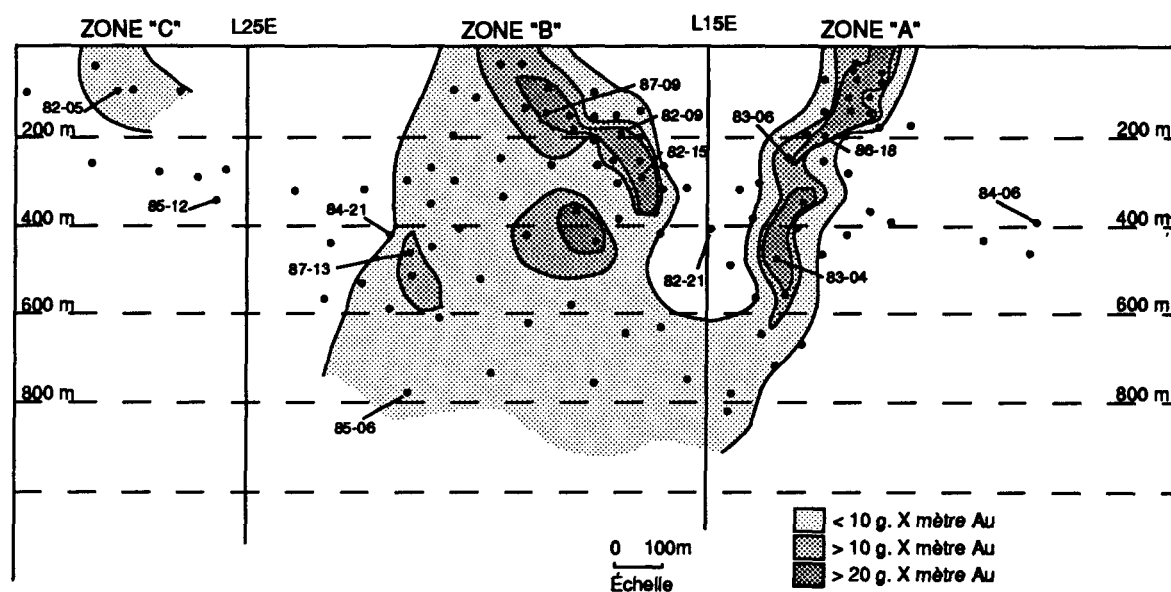 ZONE "C"
L25E
ZONE "B"
L15E
ZONE "A"
87-09
82-05
82-09
83-06
200 m
200 m
82-15
86-18
85-12
84-21
84-06
400 m
400 m
87-13
82-21
83-04
600 m
600 m
800 m
800 m
85-06
< 10 g. X mètre Au
> 10 g. X mètre Au
> 20 g. X mètre Au
0 100m
Échelle